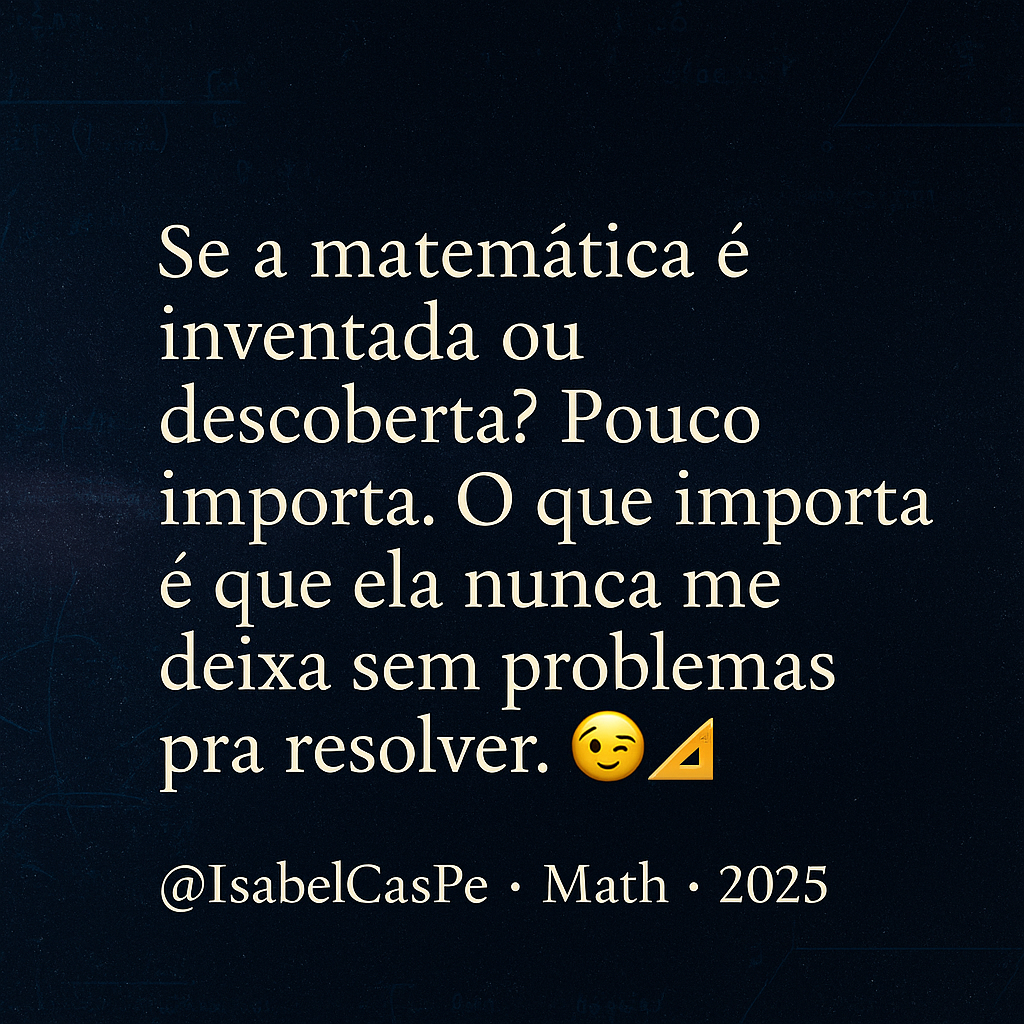 Se a matemática é
inventada ou
descoberta? Pouco
importa. O que importa
é que ela nunca me
deixa sem problemas
pra resolver. 😉📐
@IsabelCasPe · Math · 2025